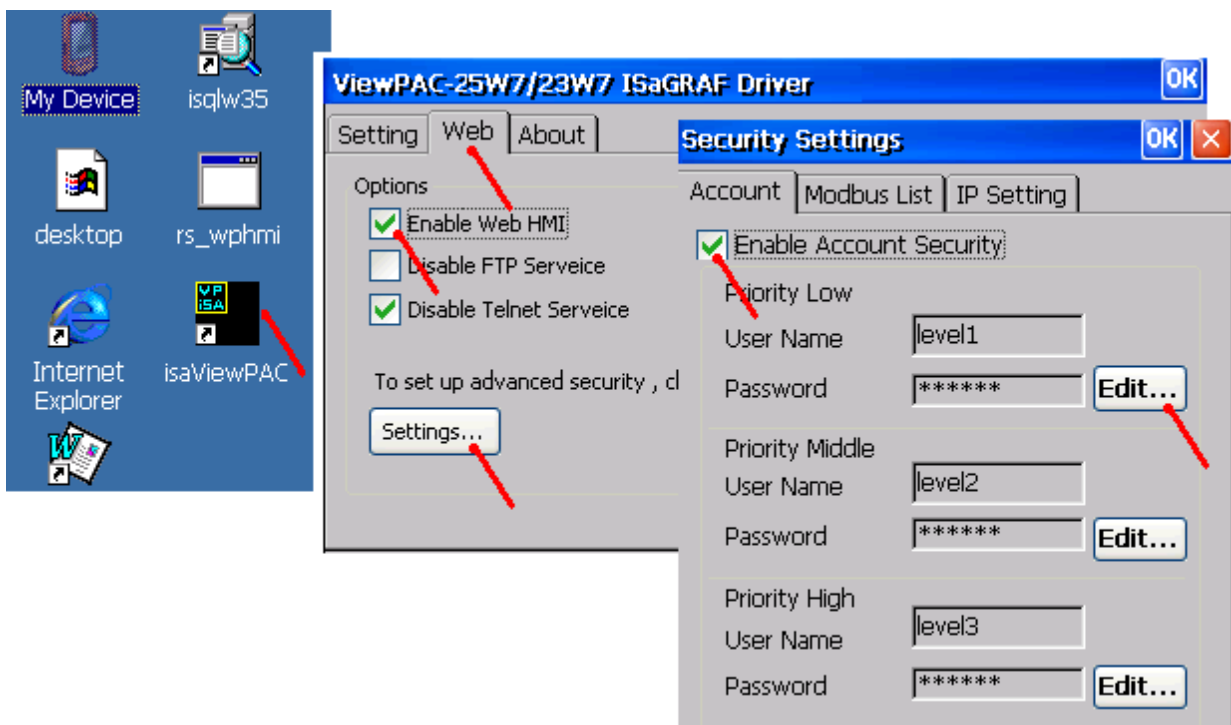 My Device
isqlw35
desktop
rs_wphmi
VP
iSA
Internet
Explorer
isaViewPAC
ViewPAC-25W7/23W7 ISaGRAF Driver
OK
Setting
Web
About
Options
Enable Web HMI
Disable FTP Serveice
Disable Telnet Serveice
To set up advanced security , cl
Settings...
Security Settings
OK
Account
Modbus List
IP Setting
Enable Account Security
Priority Low
User Name
level1
Password
******
Edit...
Priority Middle
User Name
level2
Password
******
Edit...
Priority High
User Name
level3
Password
******
Edit...